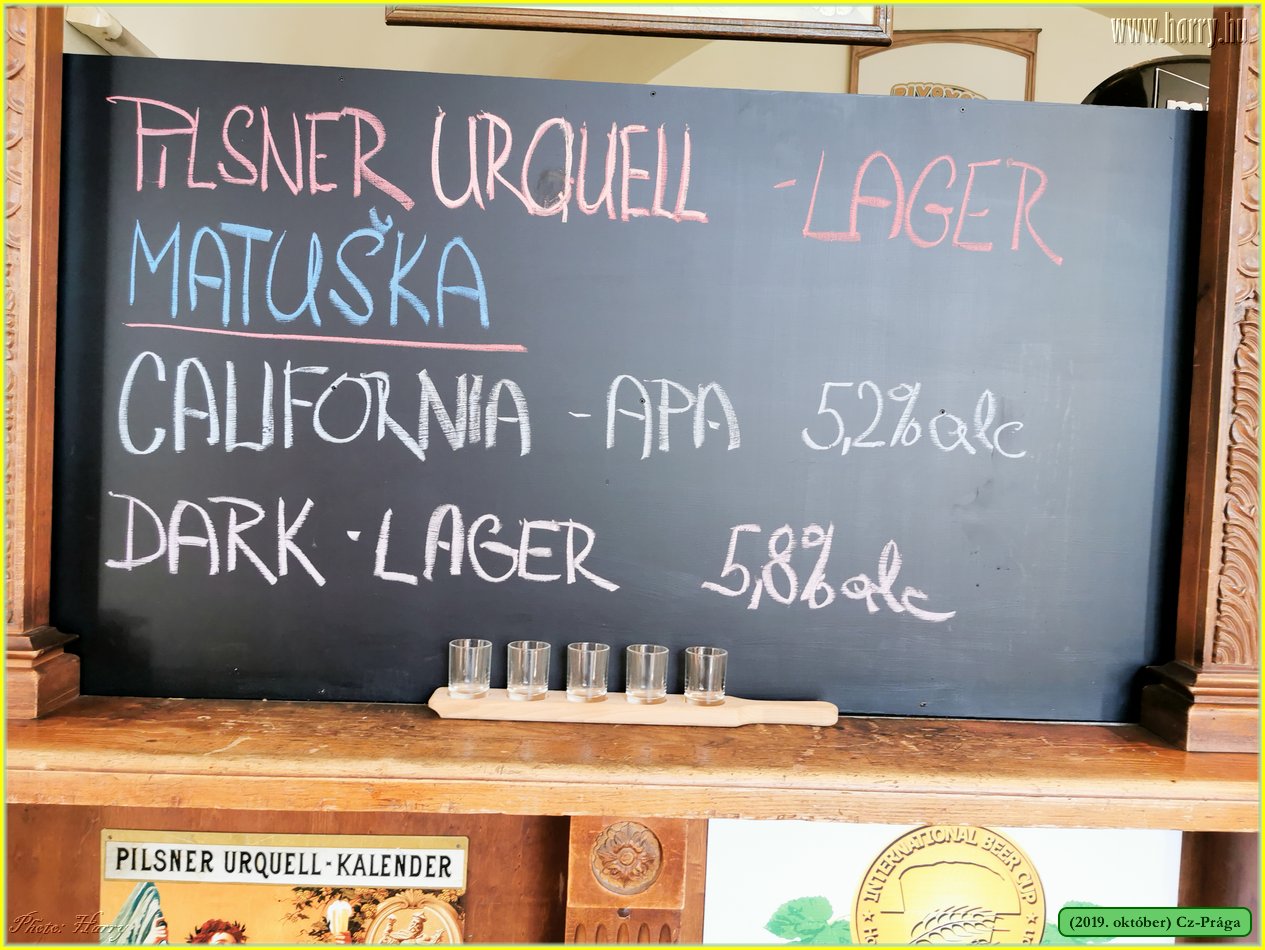 www.harry.hu
PILSNER URQUELL - LAGER
MATUŠKA
CALIFORNIA - APA 5,2% alc
DARK - LAGER 5,8% alc
PILSNER URQUELL-KALENDER
INTERNATIONAL BEER CUP
(2019. október) Cz-Prága
Photo: Harry